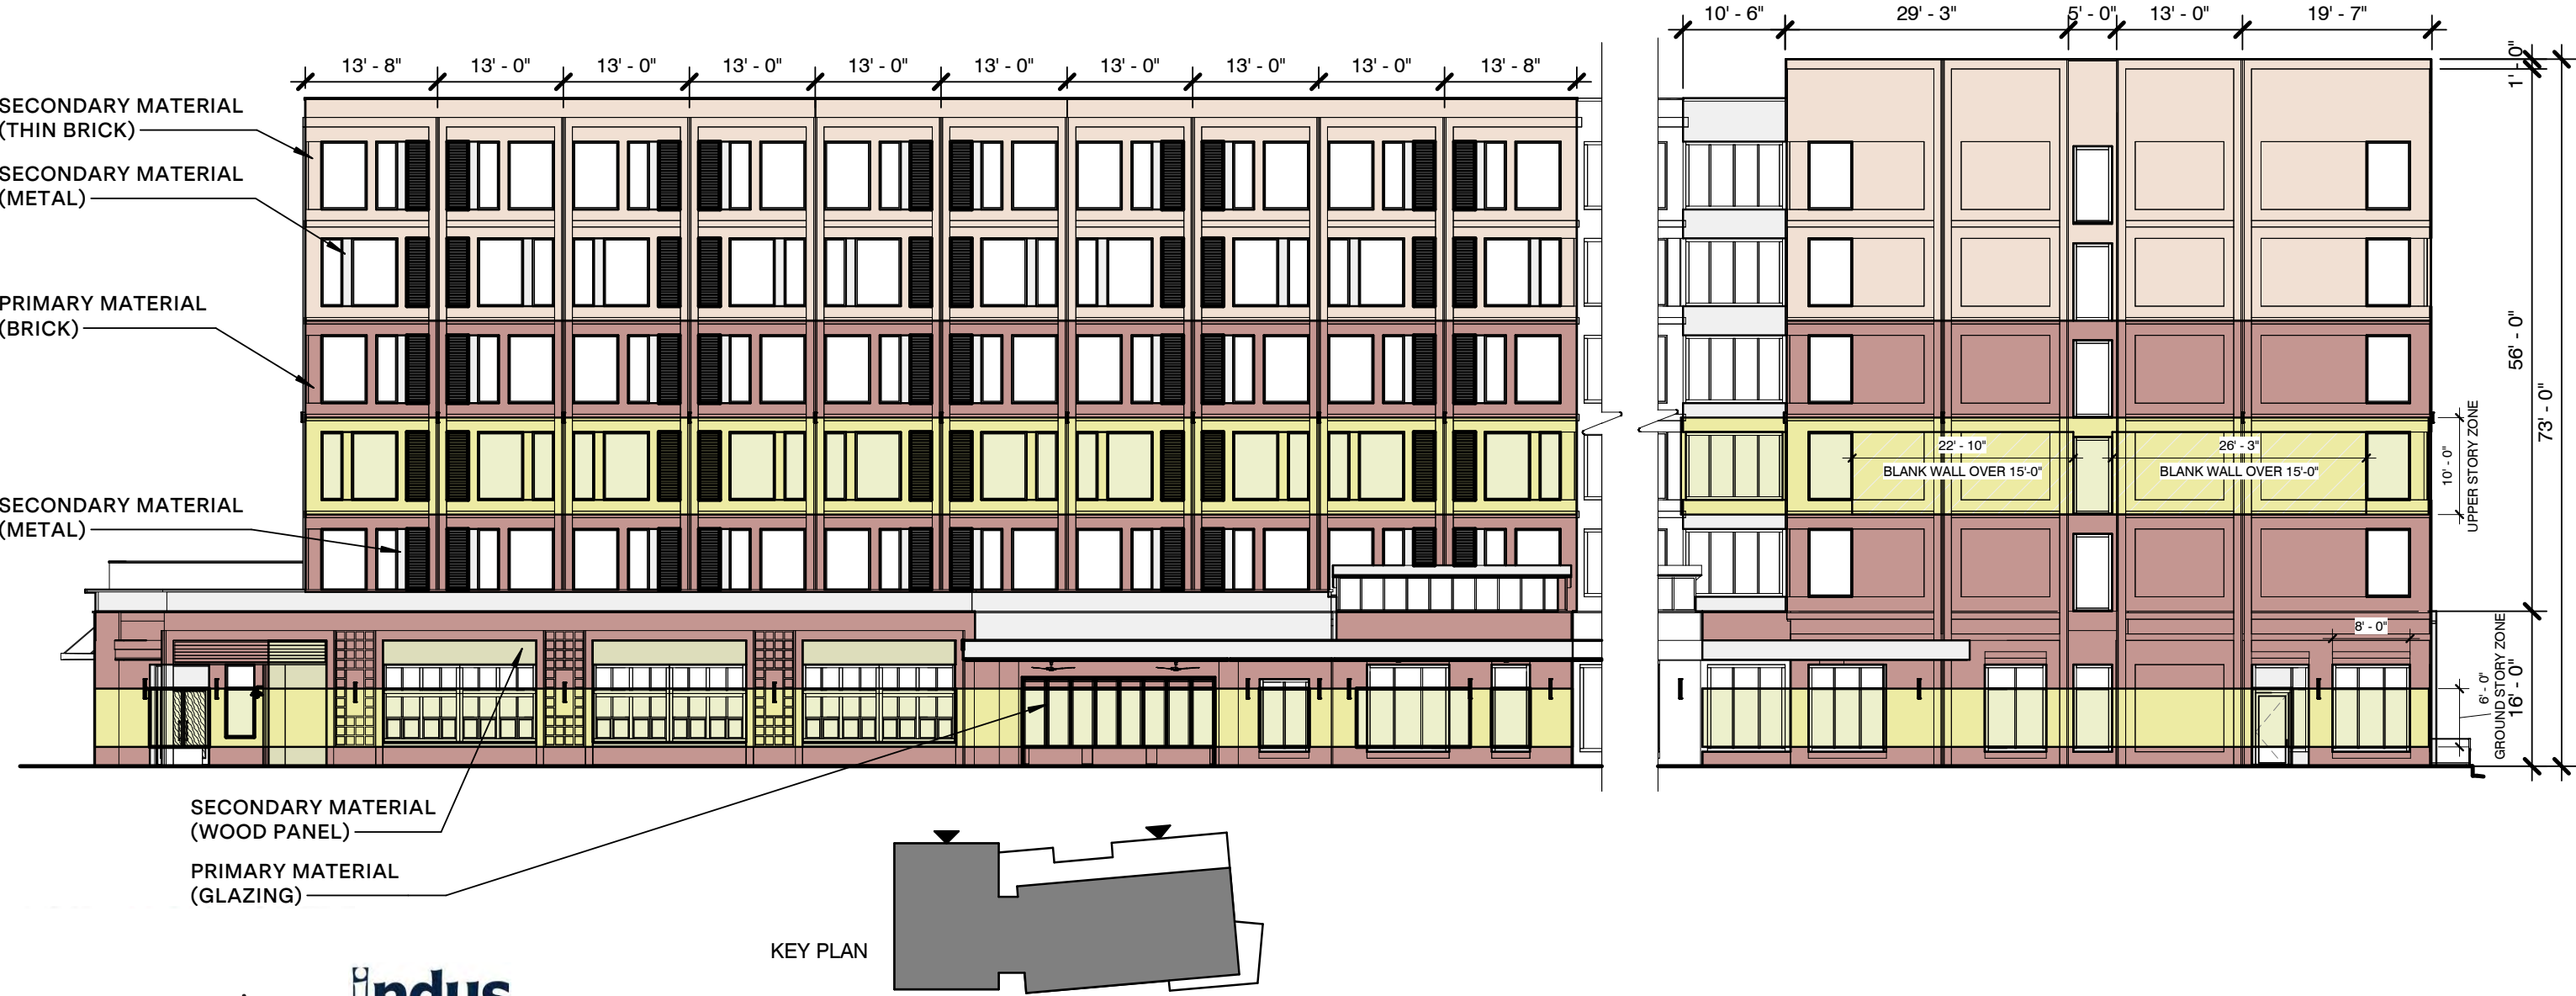 10' - 6"
29' - 3"
5' - 0"
13' - 0"
19' - 7"
13' - 8"
13' - 0"
13' - 0"
13' - 0"
13' - 0"
13' - 0"
13' - 0"
13' - 0"
13' - 0"
13' - 8"
1' - 0"
SECONDARY MATERIAL
(THIN BRICK)
SECONDARY MATERIAL
(METAL)
PRIMARY MATERIAL
(BRICK)
SECONDARY MATERIAL
(METAL)
56' - 0"
73' - 0"
22' - 10"
BLANK WALL OVER 15'-0"
26' - 3"
BLANK WALL OVER 15'-0"
10' - 0"
UPPER STORY ZONE
8' - 0"
6' - 0"
GROUND STORY ZONE
16' - 0"
SECONDARY MATERIAL
(WOOD PANEL)
PRIMARY MATERIAL
(GLAZING)
KEY PLAN
indus